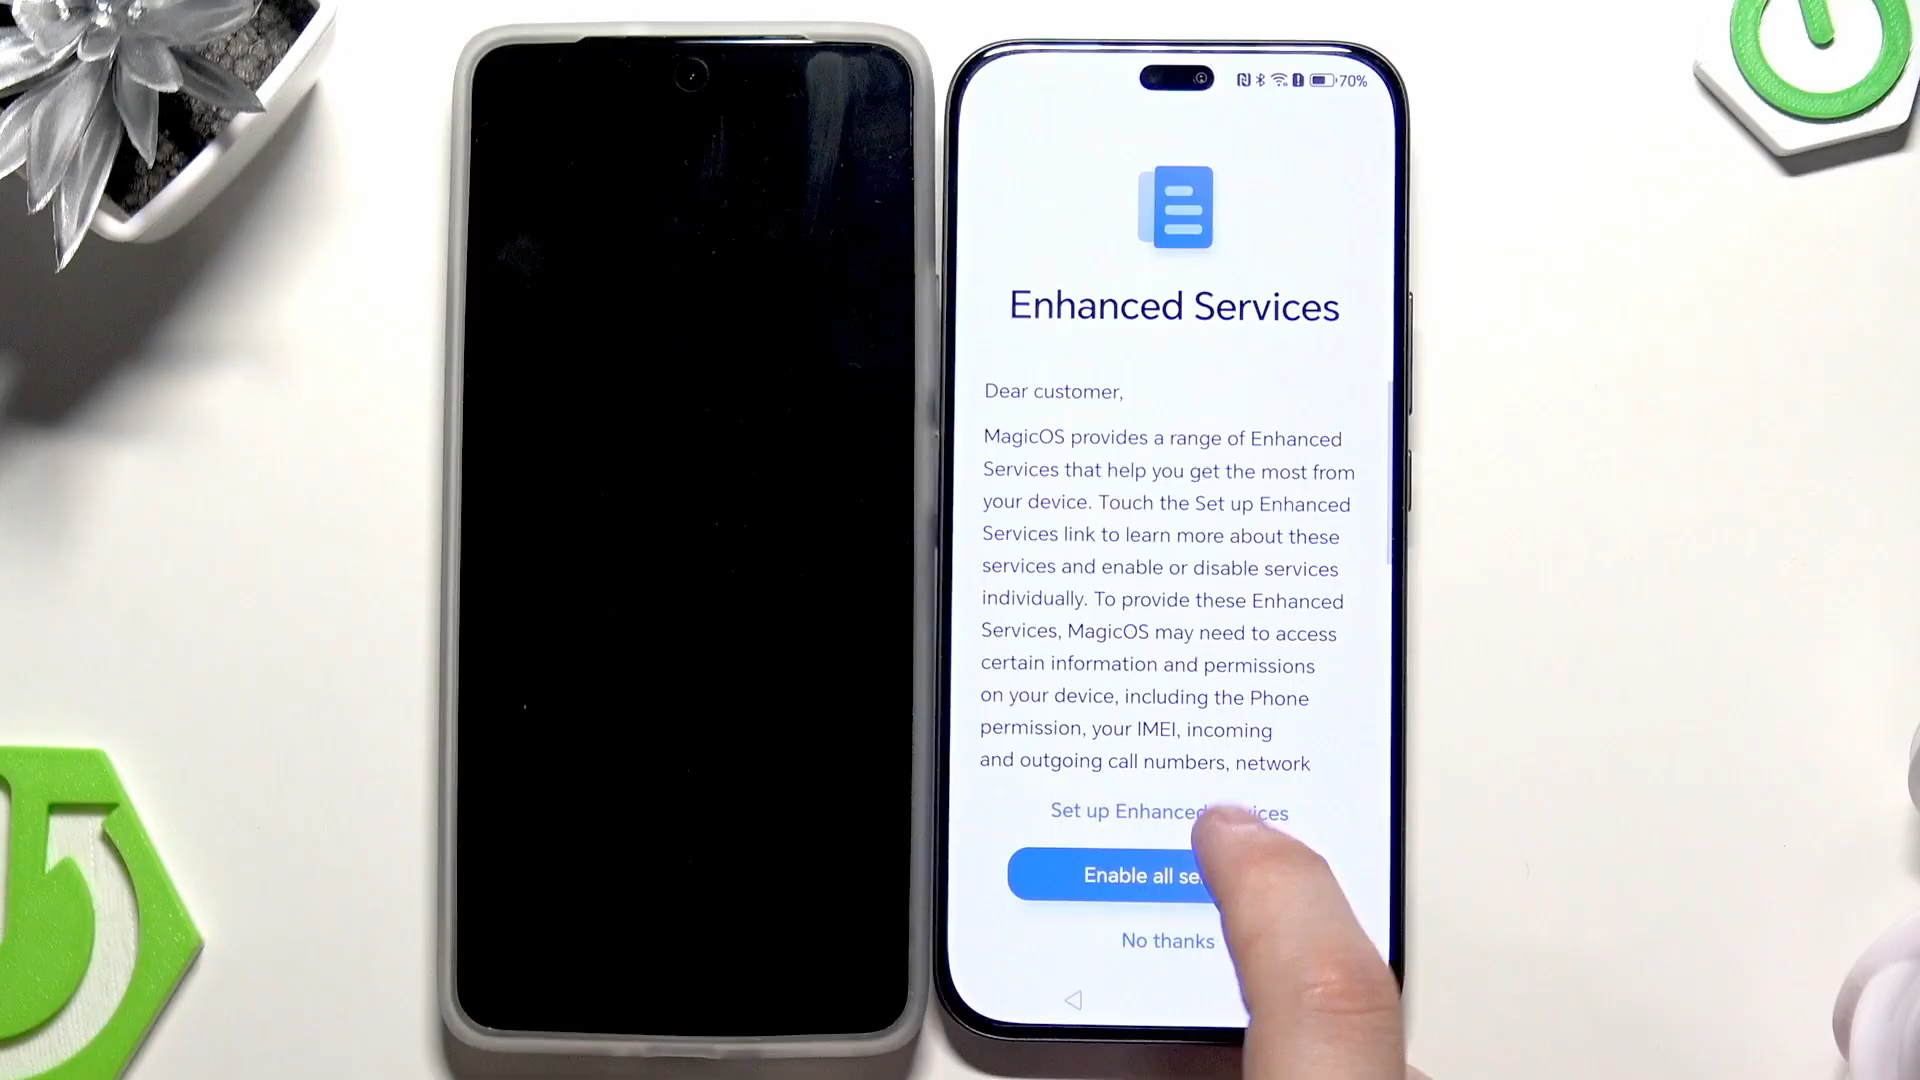 70%
Enhanced Services
Dear customer,
MagicOS provides a range of Enhanced
Services that help you get the most from
your device. Touch the Set up Enhanced
Services link to learn more about these
services and enable or disable services
individually. To provide these Enhanced
Services, MagicOS may need to access
certain information and permissions
on your device, including the Phone
permission, your IMEI, incoming
and outgoing call numbers, network
Set up Enhanced
Enable all
No thanks